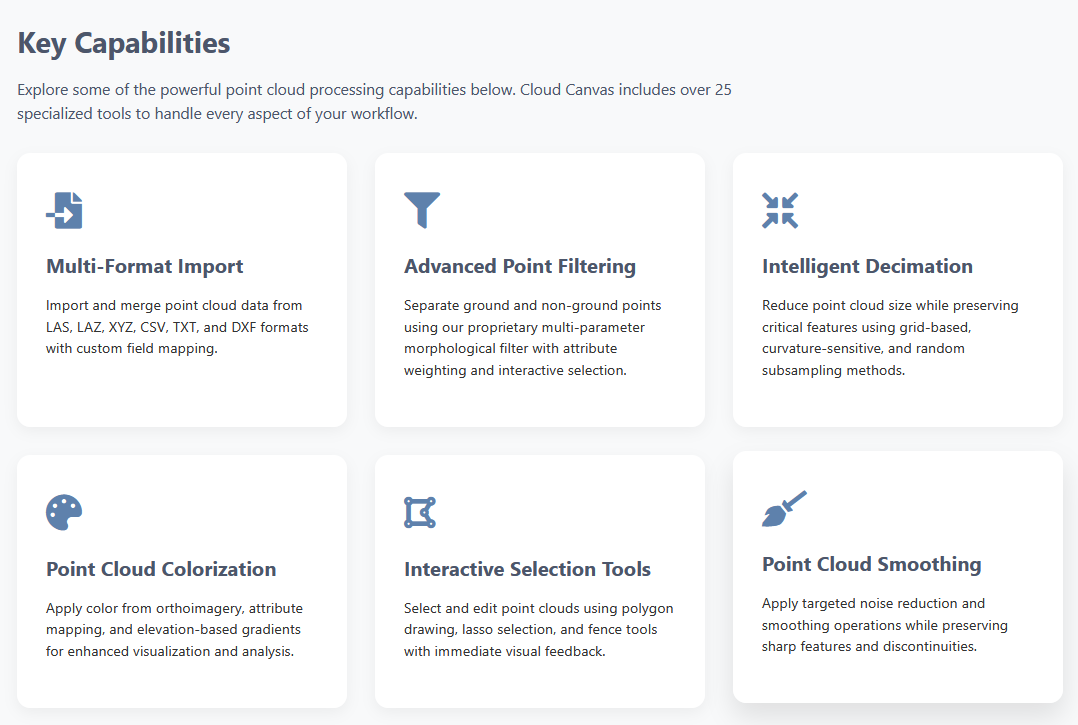 Key Capabilities
Explore some of the powerful point cloud processing capabilities below. Cloud Canvas includes over 25
specialized tools to handle every aspect of your workflow.
Multi-Format Import
Import and merge point cloud data from
LAS, LAZ, XYZ, CSV, TXT, and DXF formats
with custom field mapping.
Advanced Point Filtering
Separate ground and non-ground points
using our proprietary multi-parameter
morphological filter with attribute
weighting and interactive selection.
Intelligent Decimation
Reduce point cloud size while preserving
critical features using grid-based,
curvature-sensitive, and random
subsampling methods.
Point Cloud Colorization
Apply color from orthoimagery, attribute
mapping, and elevation-based gradients
for enhanced visualization and analysis.
Interactive Selection Tools
Select and edit point clouds using polygon
drawing, lasso selection, and fence tools
with immediate visual feedback.
Point Cloud Smoothing
Apply targeted noise reduction and
smoothing operations while preserving
sharp features and discontinuities.